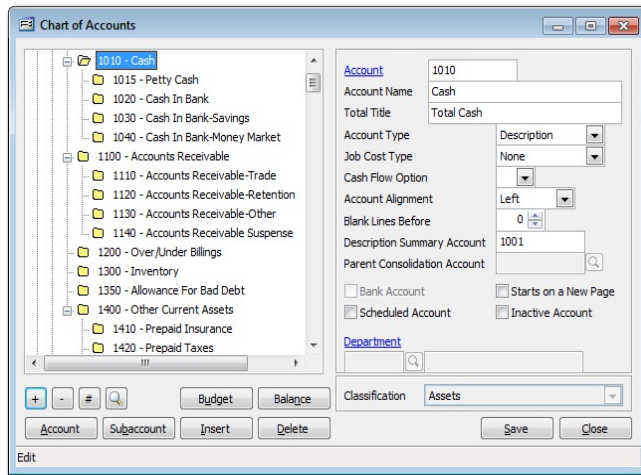 Chart of Accounts
1010 - Cash
1015 - Petty Cash
1020 - Cash In Bank
1030 - Cash In Bank-Savings
1040 - Cash In Bank-Money Market
1100 - Accounts Receivable
1110 - Accounts Receivable-Trade
1120 - Accounts Receivable-Retention
1130 - Accounts Receivable-Other
1140 - Accounts Receivable Suspense
1200 - Over/Under Billings
1300 - Inventory
1350 - Allowance For Bad Debt
1400 - Other Current Assets
1410 - Prepaid Insurance
1420 - Prepaid Taxes
+ - # Budget Balance
Account Subaccount Insert Delete
Account 1010
Account Name Cash
Total Title Total Cash
Account Type Description
Job Cost Type None
Cash Flow Option
Account Alignment Left
Blank Lines Before 0
Description Summary Account 1001
Parent Consolidation Account
Bank Account Starts on a New Page
Scheduled Account Inactive Account
Department
Classification Assets
Save Close
Edit